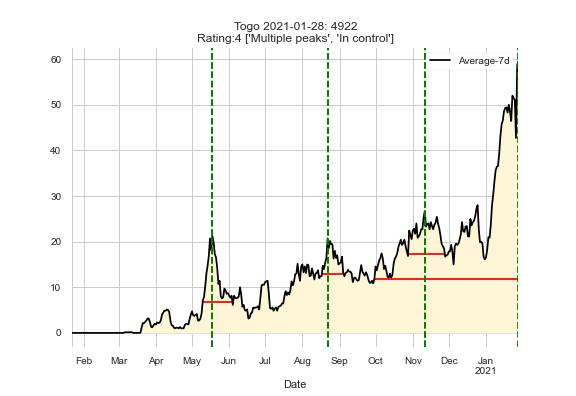 Togo 2021-01-28: 4922
Rating:4 ['Multiple peaks', 'In control']
Average-7d
60
50
40
30
20
10
0
Feb Mar Apr May Jun Jul Aug Sep Oct Nov Dec Jan
2021
Date